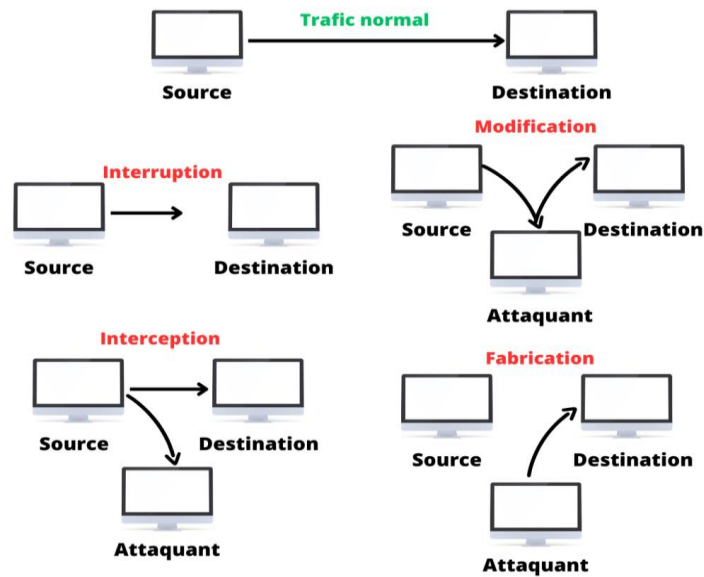 Trafic normal
Source
Destination
Interruption
Source
Destination
Modification
Source
Destination
Attaquant
Interception
Source
Destination
Attaquant
Fabrication
Source
Destination
Attaquant